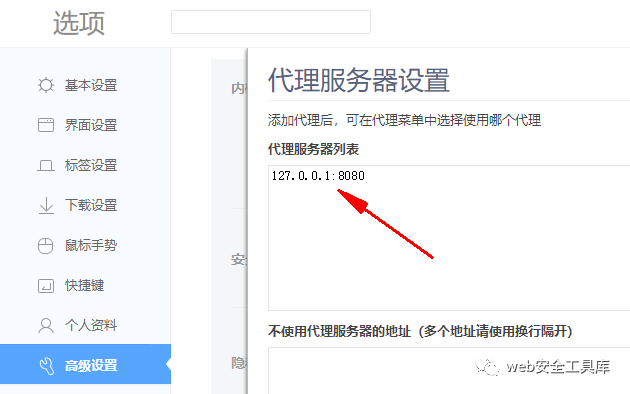 选项
基本设置
界面设置
标签设置
下载设置
鼠标手势
快捷键
个人资料
高级设置
内
安
隐
代理服务器设置
添加代理后，可在代理菜单中选择使用哪个代理
代理服务器列表
127.0.0.1:8080
不使用代理服务器的地址（多个地址请使用换行隔开）
web安全工具库